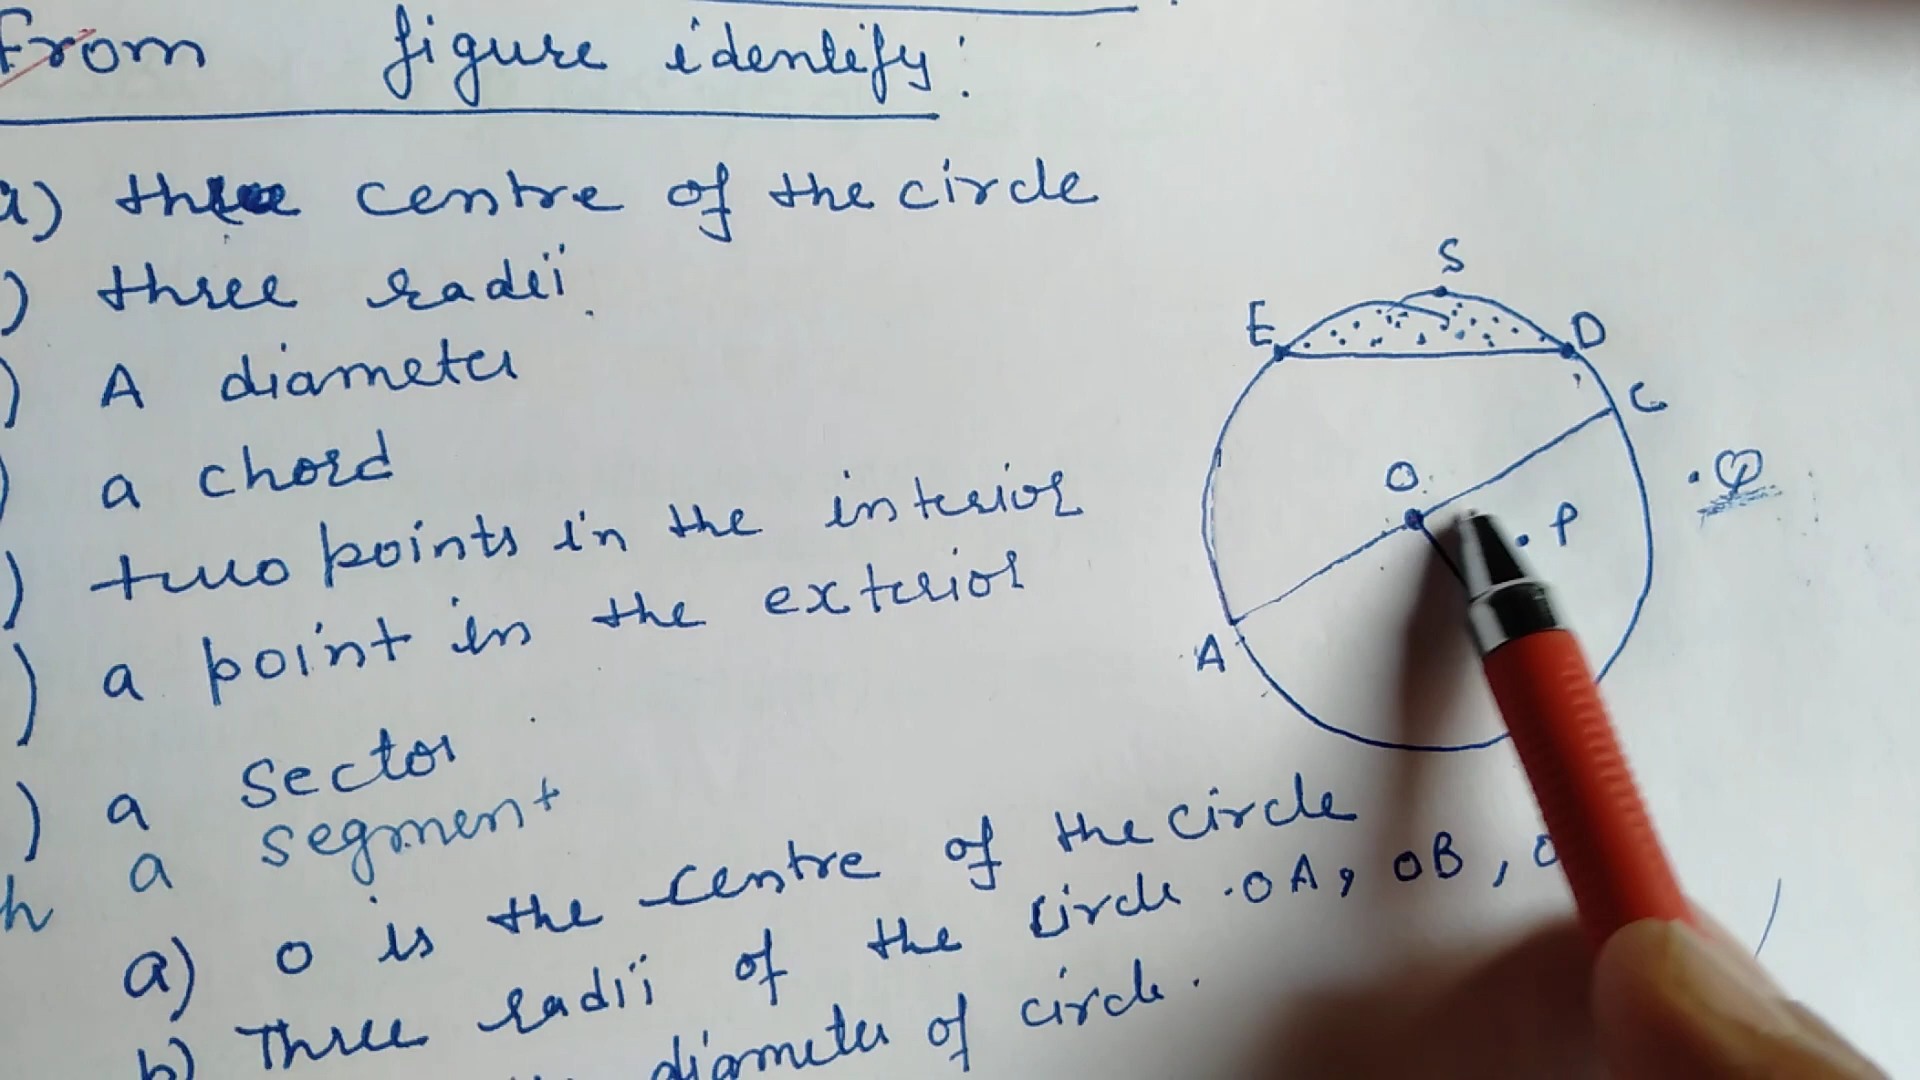 From figure identify:
a) the centre of the circle
) three radii.
) A diameter
) a chord
) two points in the interior
) a point in the exterior
) a sector
h a segment
a) O is the centre of the circle
b) Three radii of the circle . OA, OB, O
diameter of circle.
S
E
D
C
O
P
Q
A